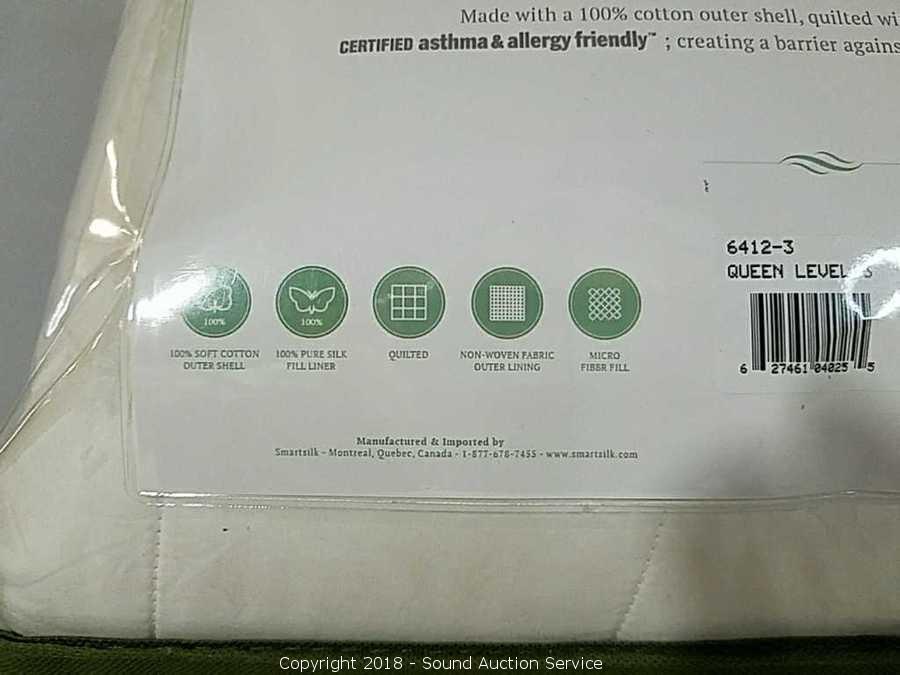 Made with a 100% cotton outer shell, quilted wi
CERTIFIED asthma & allergy friendly™ ; creating a barrier agains
6412-3
QUEEN LEVEL 3
100%
100%
100% SOFT COTTON
OUTER SHELL
100% PURE SILK
FILL LINER
QUILTED
NON-WOVEN FABRIC
OUTER LINING
MICRO
FIBER FILL
6 27461 04025 5
Manufactured & Imported by
Smartsilk - Montreal, Quebec, Canada - 1-877-678-7455 - www.smartsilk.com
Copyright 2018 - Sound Auction Service